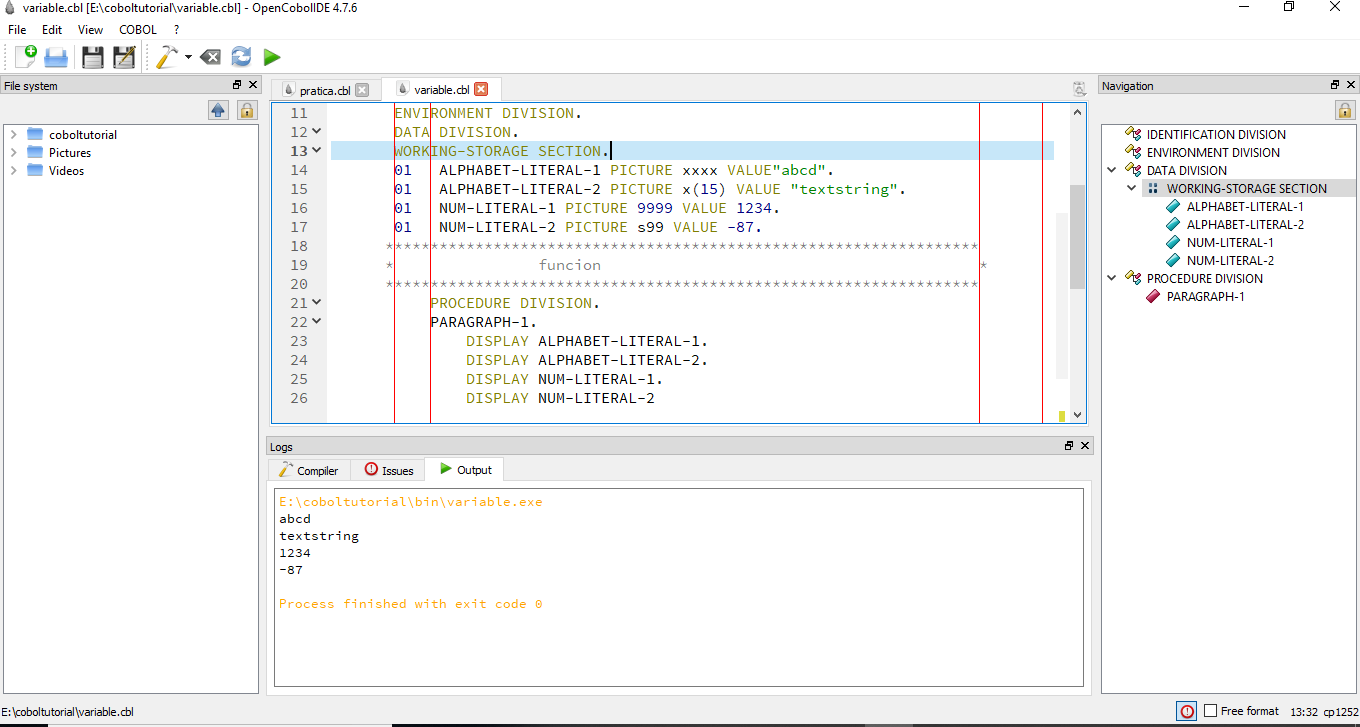 variable.cbl [E:\coboltutorial\variable.cbl] - OpenCobolIDE 4.7.6
File Edit View COBOL ?
File system
coboltutorial
Pictures
Videos
pratica.cbl variable.cbl
11 ENVIRONMENT DIVISION.
12 DATA DIVISION.
13 WORKING-STORAGE SECTION.
14 01 ALPHABET-LITERAL-1 PICTURE xxxx VALUE"abcd".
15 01 ALPHABET-LITERAL-2 PICTURE x(15) VALUE "textstring".
16 01 NUM-LITERAL-1 PICTURE 9999 VALUE 1234.
17 01 NUM-LITERAL-2 PICTURE s99 VALUE -87.
18 ******************************************************************
19 * funcion *
20 ******************************************************************
21 PROCEDURE DIVISION.
22 PARAGRAPH-1.
23 DISPLAY ALPHABET-LITERAL-1.
24 DISPLAY ALPHABET-LITERAL-2.
25 DISPLAY NUM-LITERAL-1.
26 DISPLAY NUM-LITERAL-2
Logs
Compiler Issues Output
E:\coboltutorial\bin\variable.exe
abcd
textstring
1234
-87
Process finished with exit code 0
Navigation
IDENTIFICATION DIVISION
ENVIRONMENT DIVISION
DATA DIVISION
WORKING-STORAGE SECTION
ALPHABET-LITERAL-1
ALPHABET-LITERAL-2
NUM-LITERAL-1
NUM-LITERAL-2
PROCEDURE DIVISION
PARAGRAPH-1
E:\coboltutorial\variable.cbl
Free format 13:32 cp1252